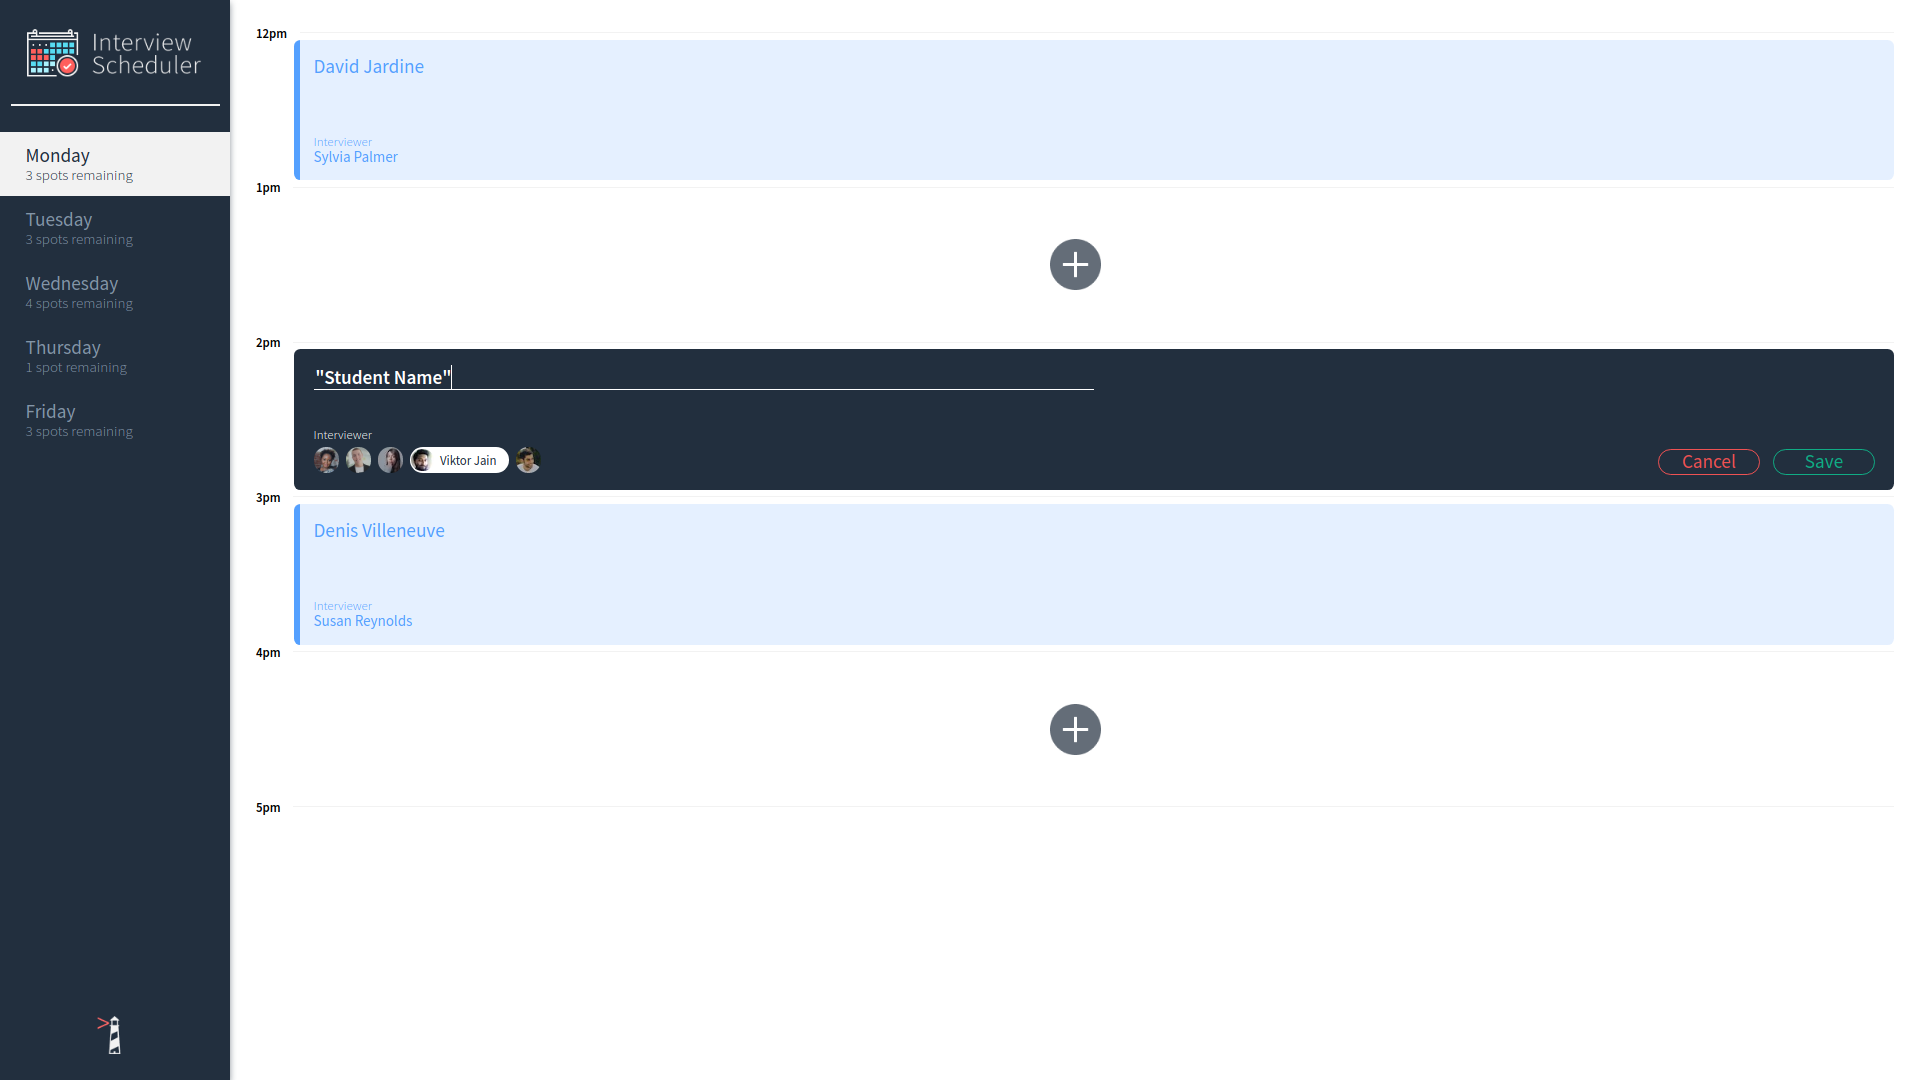 Interview
Scheduler
Monday
3 spots remaining
Tuesday
3 spots remaining
Wednesday
4 spots remaining
Thursday
1 spot remaining
Friday
3 spots remaining
>
12pm
David Jardine
Interviewer
Sylvia Palmer
1pm
2pm
"Student Name"
Interviewer
Viktor Jain
Cancel
Save
3pm
Denis Villeneuve
Interviewer
Susan Reynolds
4pm
5pm